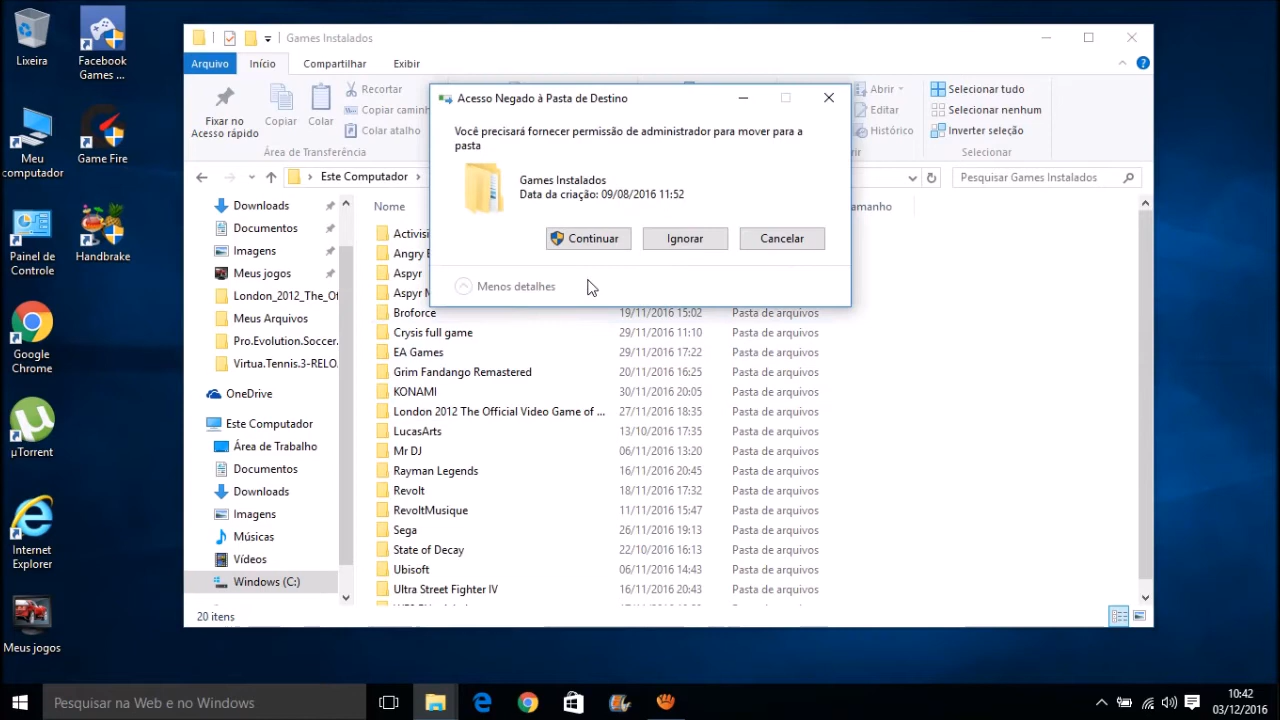 Lixeira
Facebook
Games ...
Meu
computador
Game Fire
Painel de
Controle
Handbrake
Google
Chrome
µTorrent
Internet
Explorer
Meus jogos
Games Instalados
Arquivo
Início
Compartilhar
Exibir
Fixar no
Acesso rápido
Copiar
Colar
Recortar
Copiar caminh
Colar atalho
Área de Transferência
Abrir
Editar
Histórico
Selecionar tudo
Selecionar nenhum
Inverter seleção
Selecionar
Acesso Negado à Pasta de Destino
Você precisará fornecer permissão de administrador para mover para a
pasta
Games Instalados
Data da criação: 09/08/2016 11:52
Continuar
Ignorar
Cancelar
Menos detalhes
Este Computador
Pesquisar Games Instalados
Downloads
Documentos
Imagens
Meus jogos
London_2012_The_Of
Meus Arquivos
Pro.Evolution.Soccer.
Virtua.Tennis.3-RELO
OneDrive
Este Computador
Área de Trabalho
Documentos
Downloads
Imagens
Músicas
Vídeos
Windows (C:)
Nome
amanho
Activisi
Angry B
Aspyr
Aspyr M
Broforce 19/11/2016 15:02 Pasta de arquivos
Crysis full game 29/11/2016 11:10 Pasta de arquivos
EA Games 29/11/2016 17:22 Pasta de arquivos
Grim Fandango Remastered 20/11/2016 16:25 Pasta de arquivos
KONAMI 30/11/2016 20:05 Pasta de arquivos
London 2012 The Official Video Game of ... 27/11/2016 18:35 Pasta de arquivos
LucasArts 13/10/2016 17:35 Pasta de arquivos
Mr DJ 06/11/2016 13:20 Pasta de arquivos
Rayman Legends 16/11/2016 20:45 Pasta de arquivos
Revolt 18/11/2016 17:32 Pasta de arquivos
RevoltMusique 11/11/2016 15:47 Pasta de arquivos
Sega 26/11/2016 19:13 Pasta de arquivos
State of Decay 22/10/2016 16:13 Pasta de arquivos
Ubisoft 06/11/2016 14:43 Pasta de arquivos
Ultra Street Fighter IV 16/11/2016 20:43 Pasta de arquivos
20 itens
Pesquisar na Web e no Windows
10:42
03/12/2016